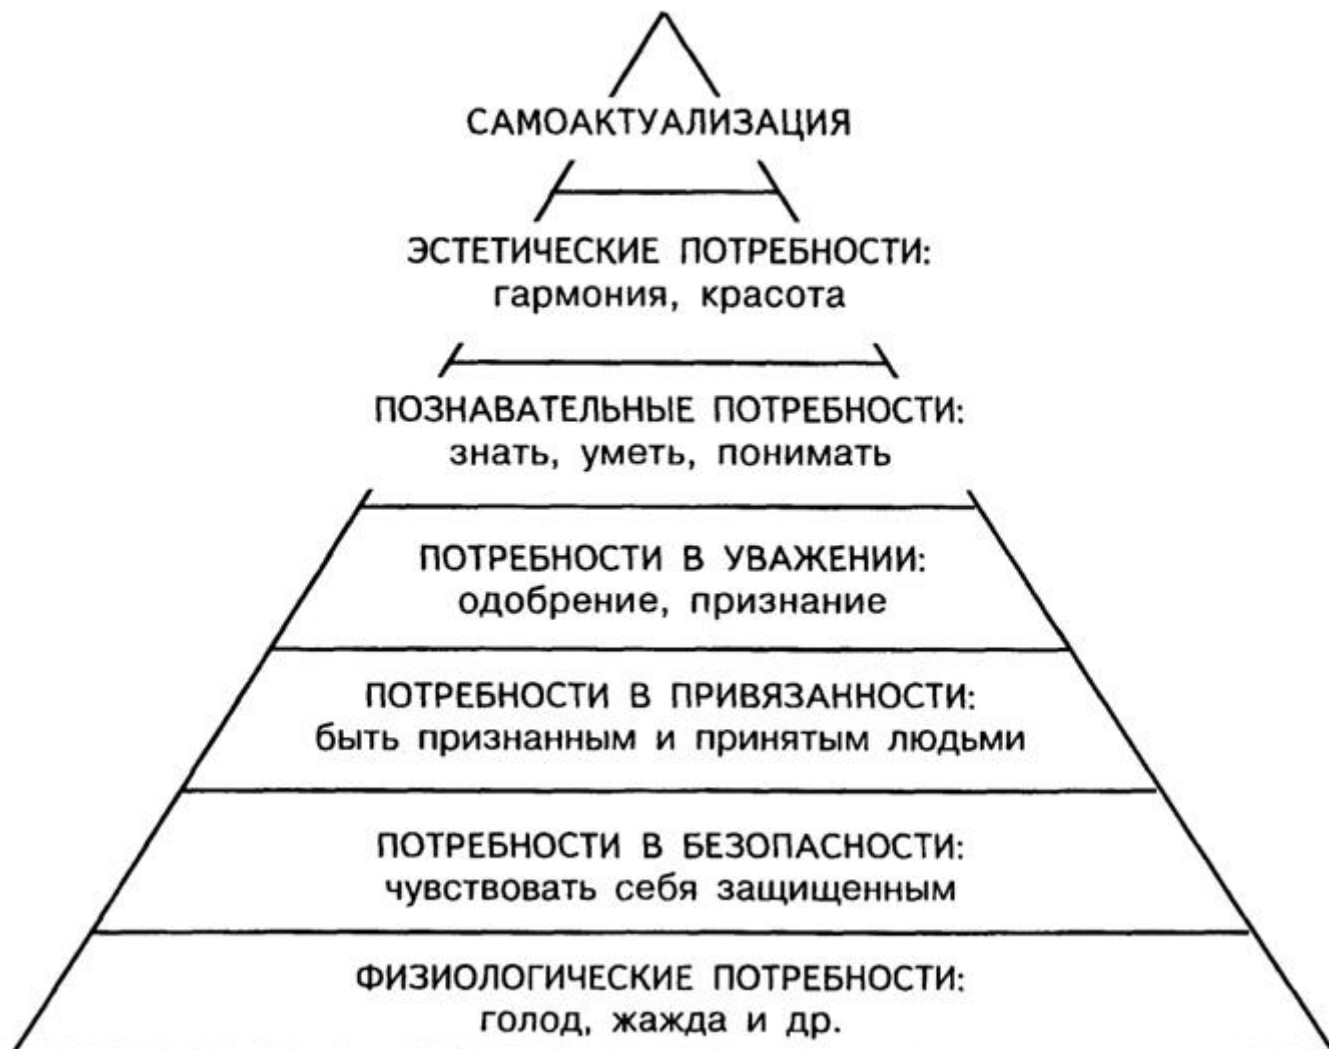 САМОАКТУАЛИЗАЦИЯ
ЭСТЕТИЧЕСКИЕ ПОТРЕБНОСТИ:
гармония, красота
ПОЗНАВАТЕЛЬНЫЕ ПОТРЕБНОСТИ:
знать, уметь, понимать
ПОТРЕБНОСТИ В УВАЖЕНИИ:
одобрение, признание
ПОТРЕБНОСТИ В ПРИВЯЗАННОСТИ:
быть признанным и принятым людьми
ПОТРЕБНОСТИ В БЕЗОПАСНОСТИ:
чувствовать себя защищенным
ФИЗИОЛОГИЧЕСКИЕ ПОТРЕБНОСТИ:
голод, жажда и др.